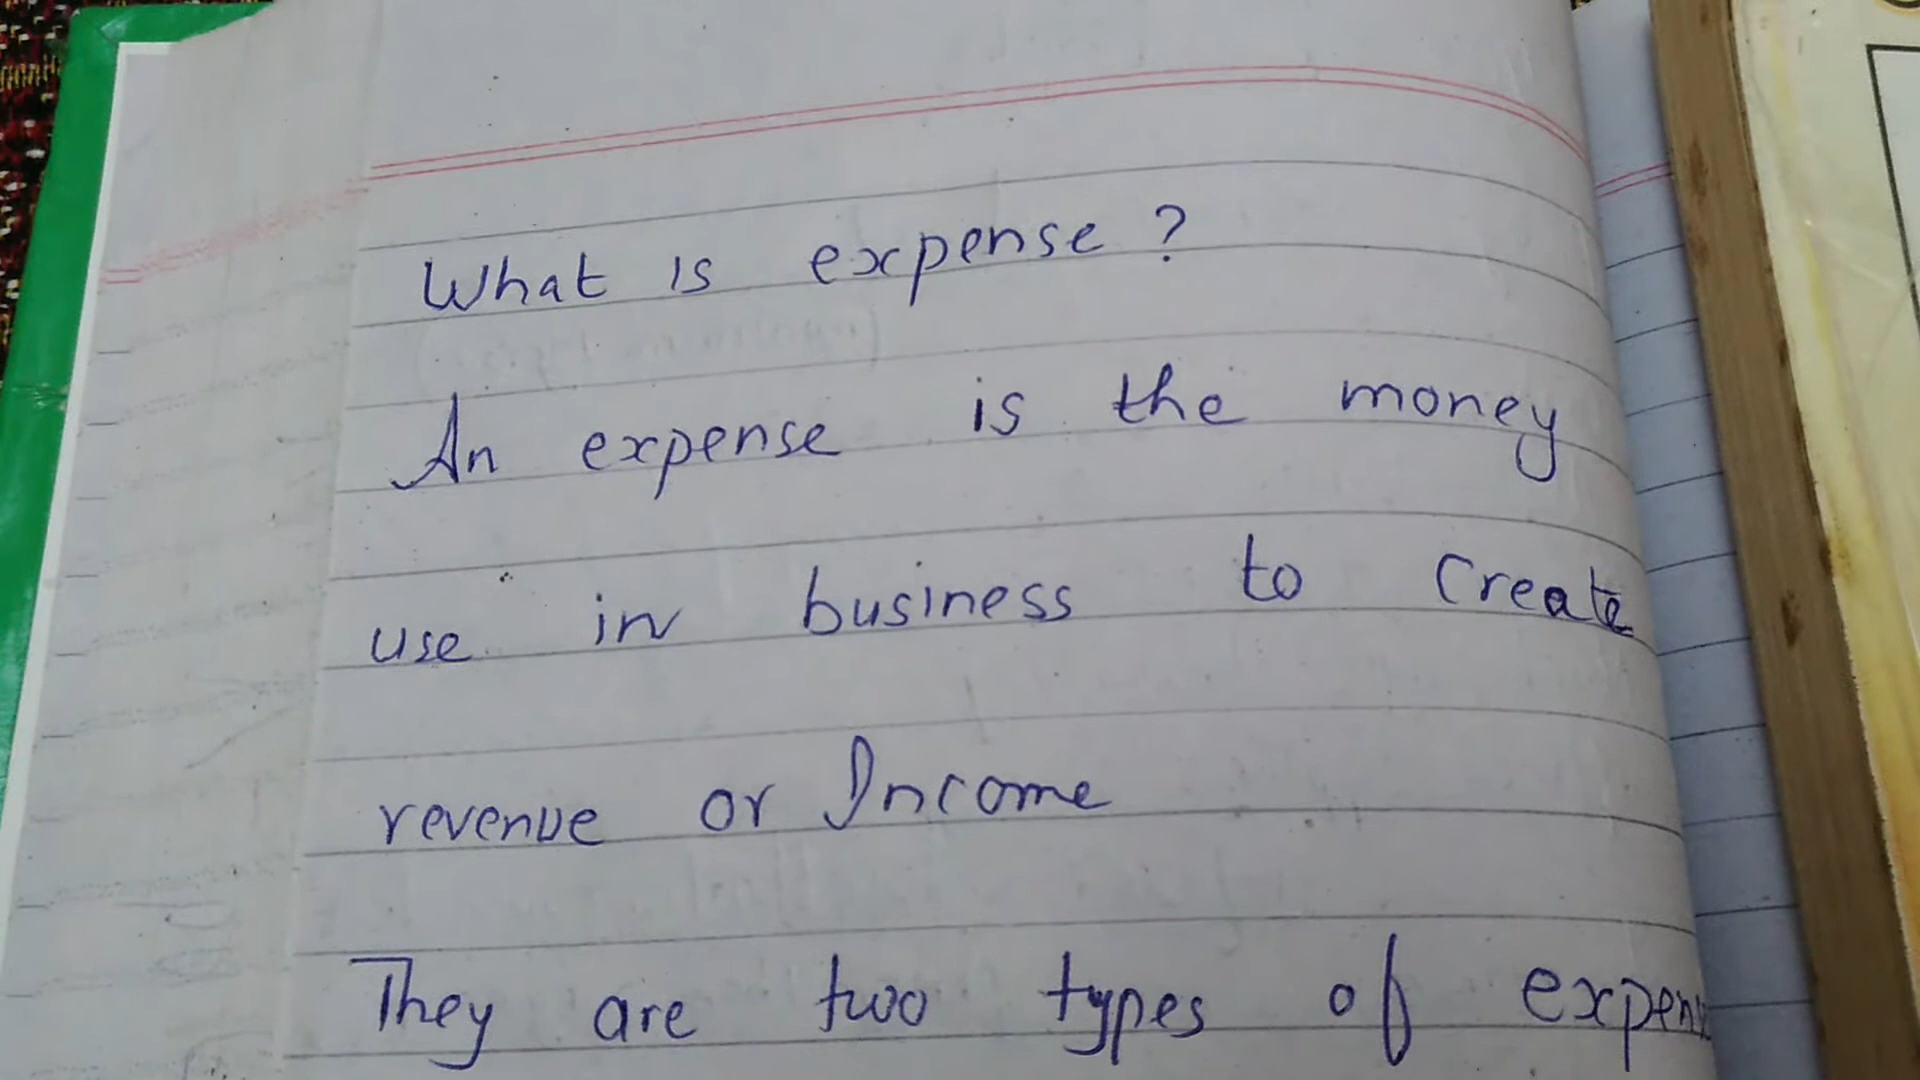 What is expense ?
An expense is the money
use in business to create
revenue or Income
They are two types of